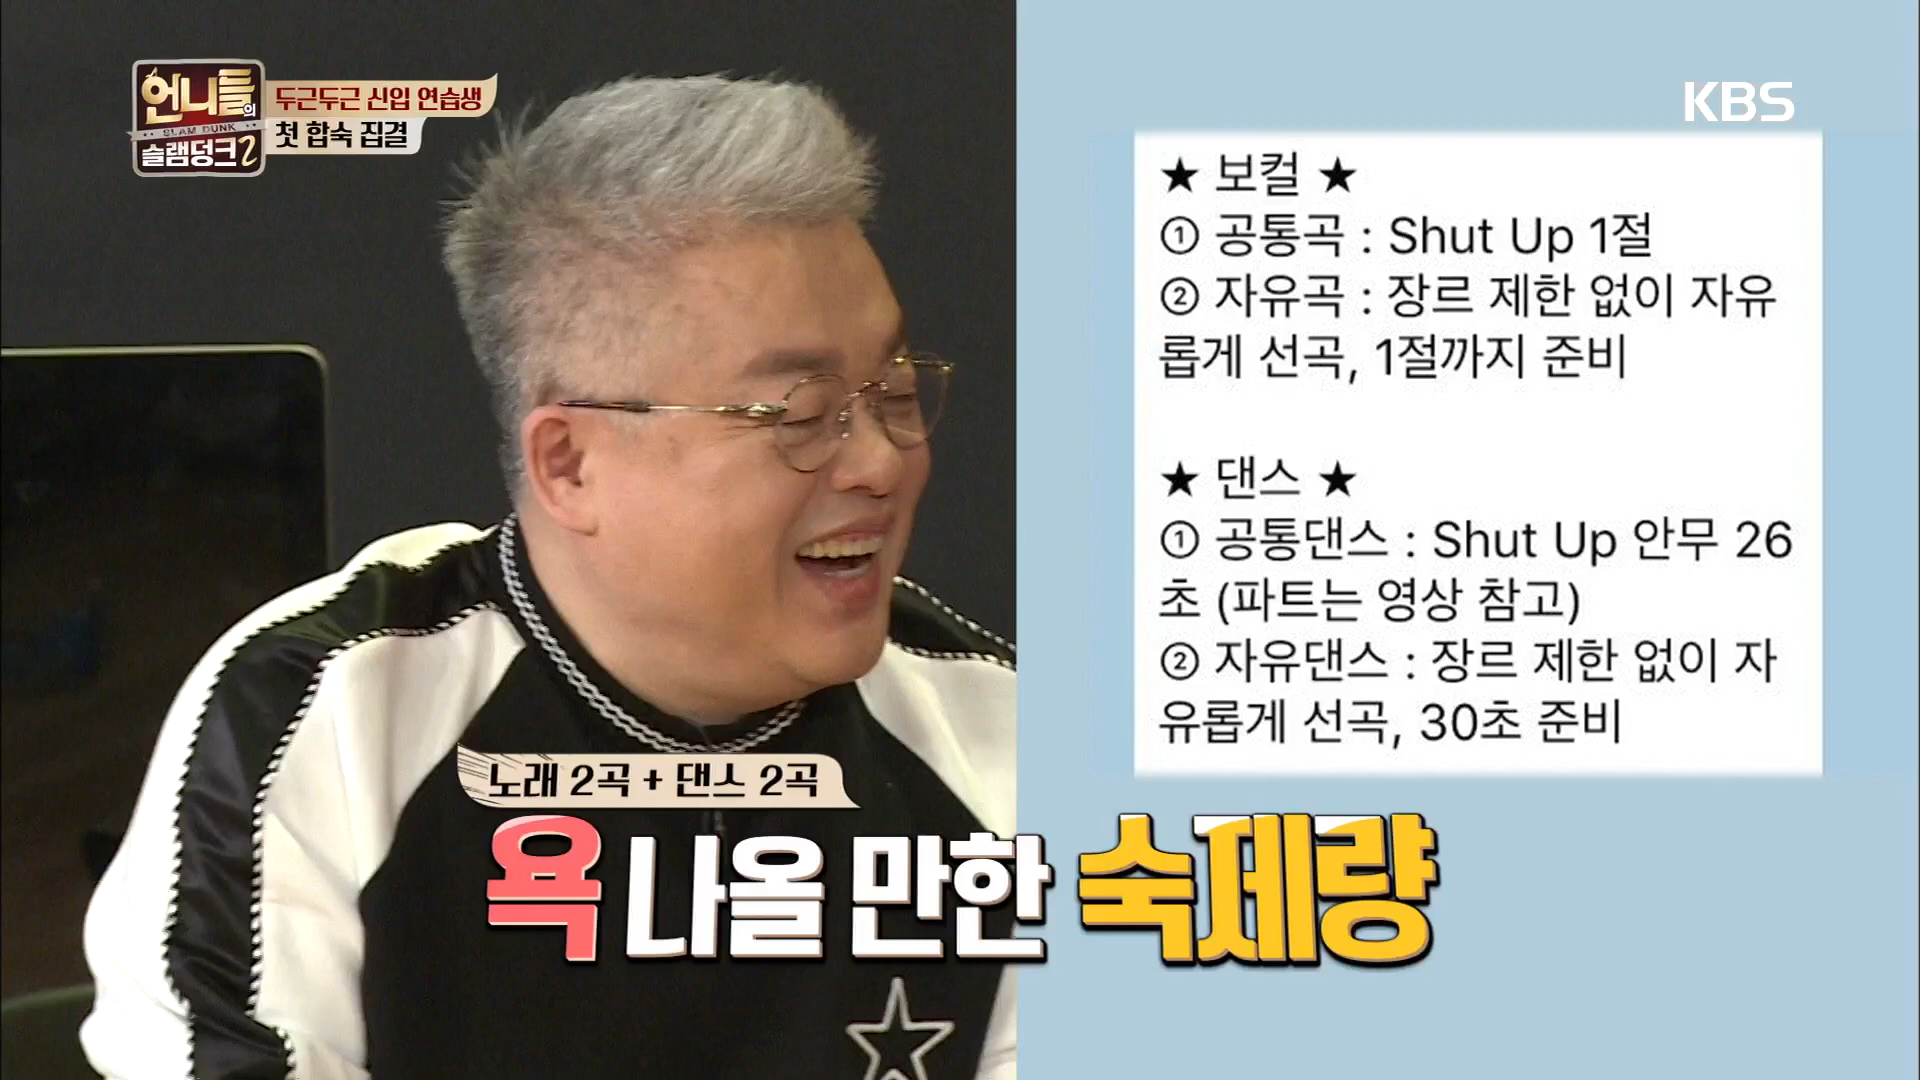 언니들의
SLAM DUNK
슬램덩크2
두근두근 신입 연습생
첫 합숙 집결
KBS
★ 보컬 ★
① 공통곡 : Shut Up 1절
② 자유곡 : 장르 제한 없이 자유
롭게 선곡, 1절까지 준비
★ 댄스 ★
① 공통댄스 : Shut Up 안무 26
초 (파트는 영상 참고)
② 자유댄스 : 장르 제한 없이 자
유롭게 선곡, 30초 준비
노래 2곡 + 댄스 2곡
욕 나올 만한 숙제량